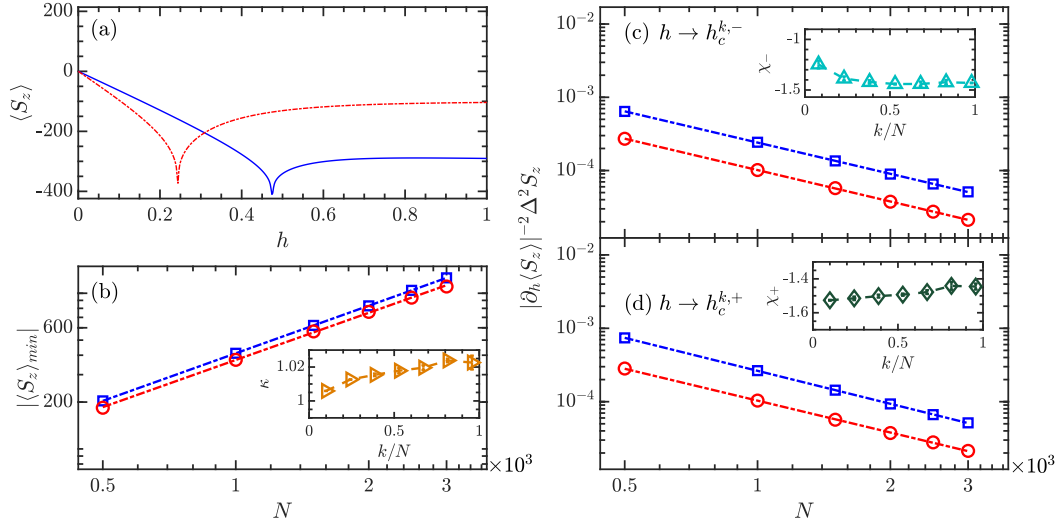 (a)
⟨S_z⟩
200
0
-200
-400
0
0.2
0.4
0.6
0.8
1
h
(b)
|⟨S_z⟩_{min}|
600
200
0.5
1
2
3
×10^3
N
κ
1.02
1
0
0.5
1
k/N
|∂_h⟨S_z⟩|^{-2}Δ^2S_z
(c) h → h_c^{k,-}
10^{-2}
10^{-3}
10^{-4}
χ_-
-1
-1.5
0
0.5
1
k/N
(d) h → h_c^{k,+}
10^{-2}
10^{-3}
10^{-4}
χ_+
-1.4
-1.6
0
0.5
1
k/N
0.5
1
2
3
×10^3
N